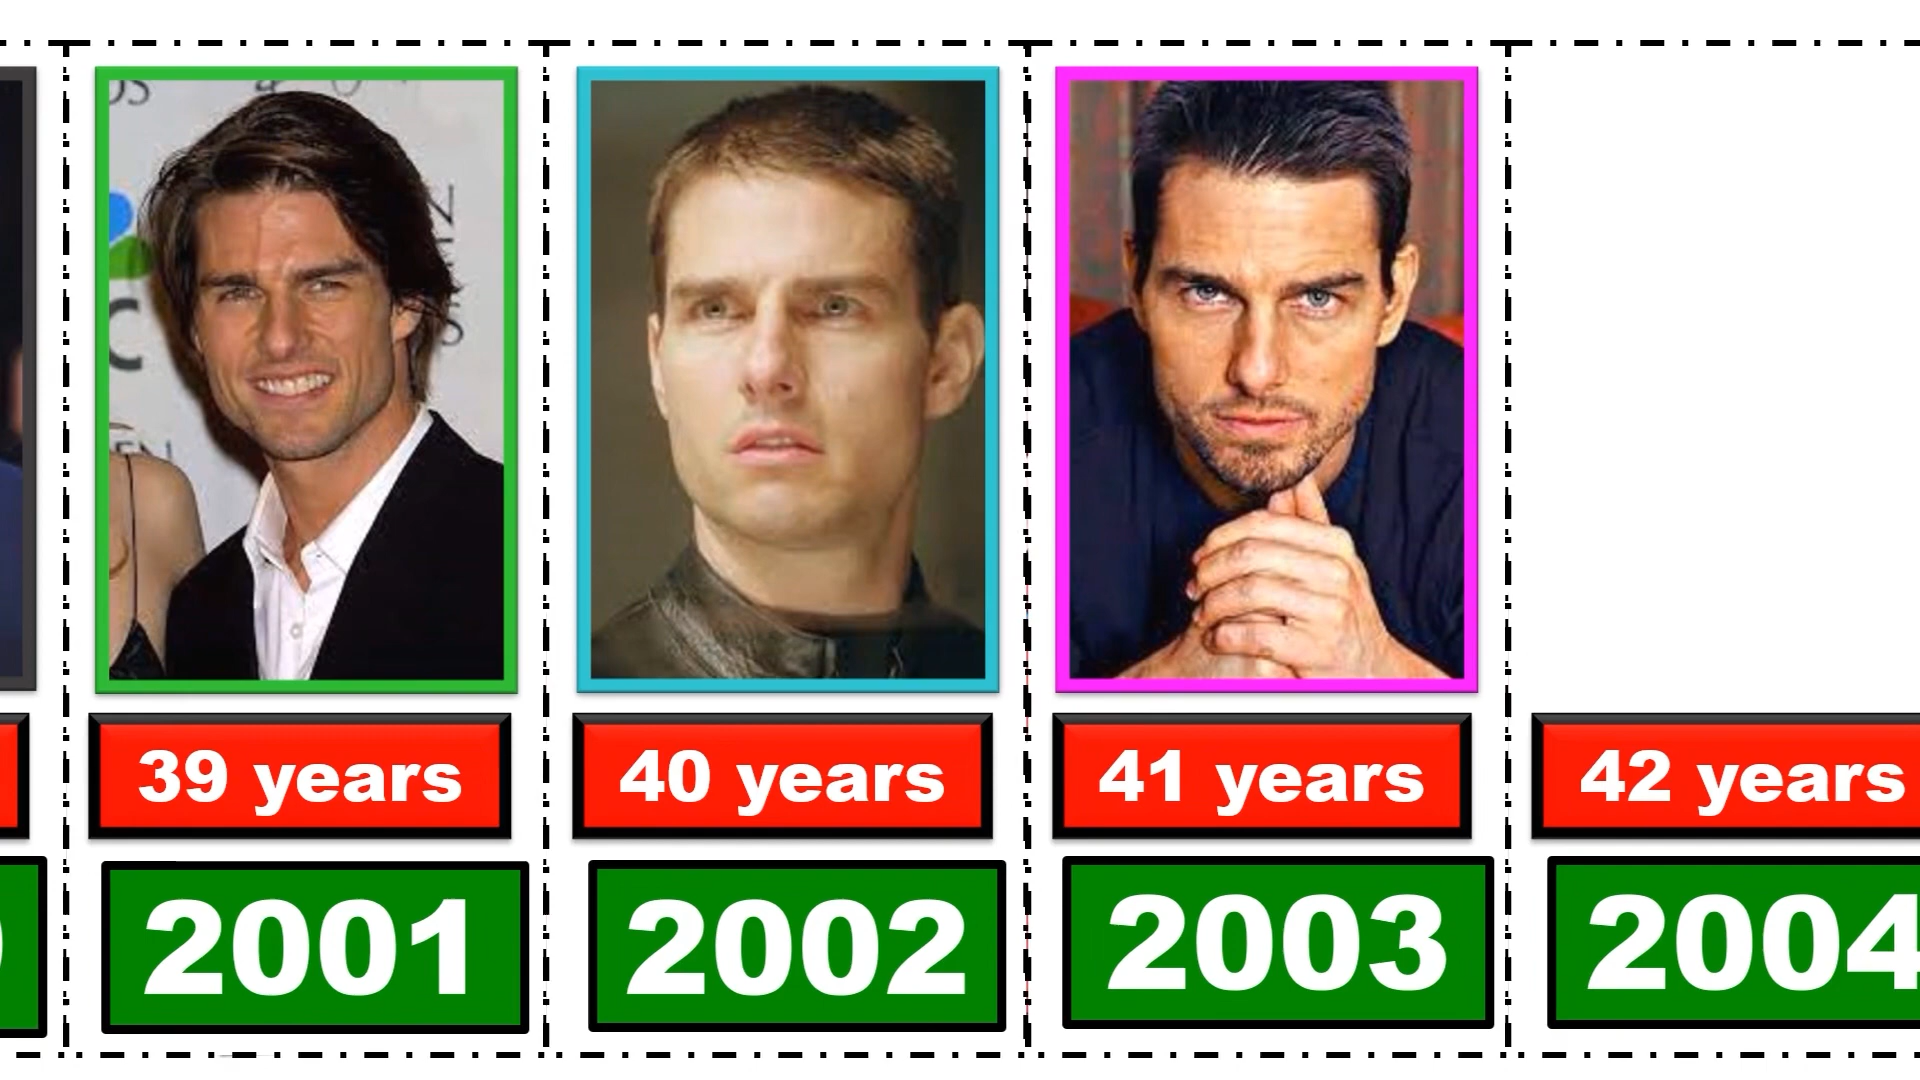 39 years
40 years
41 years
42 years
2001
2002
2003
2004